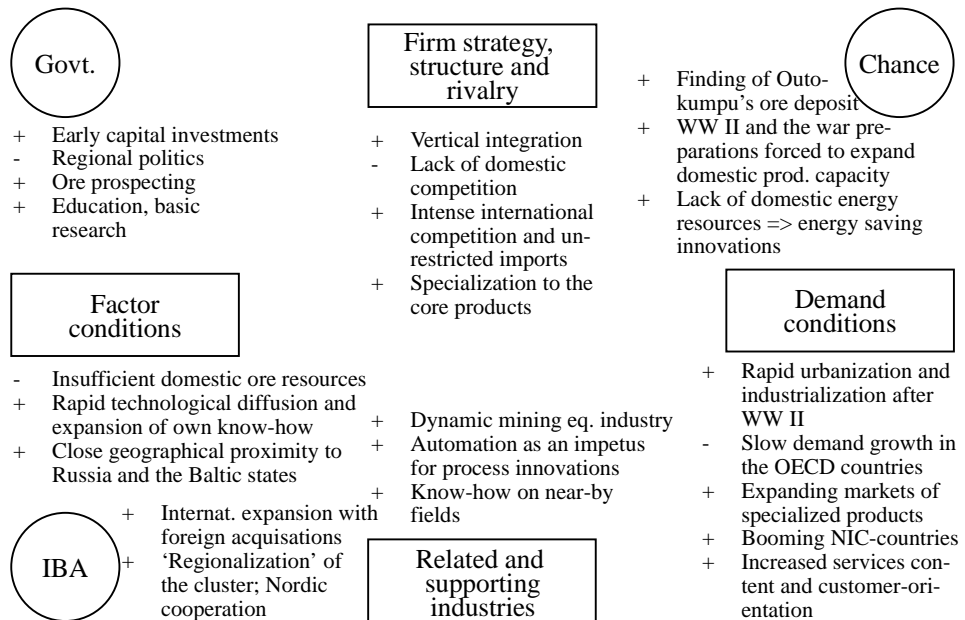 Govt.
+ Early capital investments
- Regional politics
+ Ore prospecting
+ Education, basic
research
Firm strategy,
structure and
rivalry
+ Vertical integration
- Lack of domestic
competition
+ Intense international
competition and un-
restricted imports
+ Specialization to the
core products
Chance
+ Finding of Outo-
kumpu's ore deposit
+ WW II and the war pre-
parations forced to expand
domestic prod. capacity
+ Lack of domestic energy
resources => energy saving
innovations
Factor
conditions
- Insufficient domestic ore resources
+ Rapid technological diffusion and
expansion of own know-how
+ Close geographical proximity to
Russia and the Baltic states
+ Dynamic mining eq. industry
+ Automation as an impetus
for process innovations
+ Know-how on near-by
fields
Related and
supporting
industries
Demand
conditions
+ Rapid urbanization and
industrialization after
WW II
- Slow demand growth in
the OECD countries
+ Expanding markets of
specialized products
+ Booming NIC-countries
+ Increased services con-
tent and customer-ori-
entation
IBA
+ Internat. expansion with
foreign acquisations
+ ‘Regionalization’ of
the cluster; Nordic
cooperation